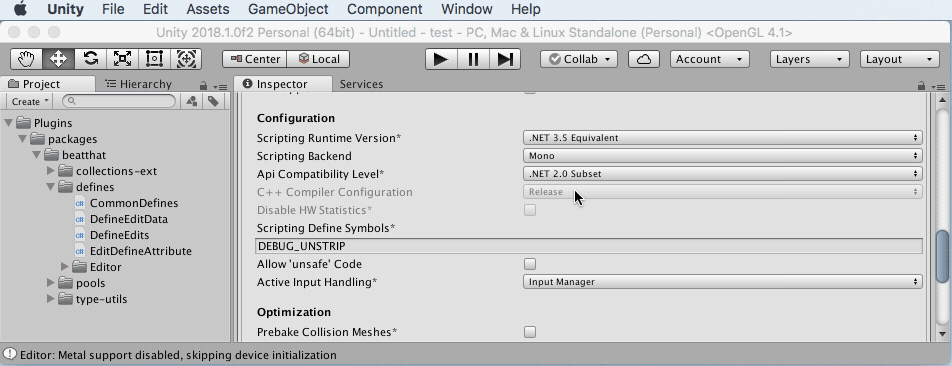 Unity File Edit Assets GameObject Component Window Help
Unity 2018.1.0f2 Personal (64bit) - Untitled - test - PC, Mac & Linux Standalone (Personal) <OpenGL 4.1>
Center Local Collab Account Layers Layout
Project Hierarchy
Create
Plugins
packages
beatthat
collections-ext
defines
CommonDefines
DefineEditData
DefineEdits
EditDefineAttribute
Editor
pools
type-utils
Inspector Services
Configuration
Scripting Runtime Version* .NET 3.5 Equivalent
Scripting Backend Mono
Api Compatibility Level* .NET 2.0 Subset
C++ Compiler Configuration Release
Disable HW Statistics*
Scripting Define Symbols*
DEBUG_UNSTRIP
Allow 'unsafe' Code
Active Input Handling* Input Manager
Optimization
Prebake Collision Meshes*
Editor: Metal support disabled, skipping device initialization